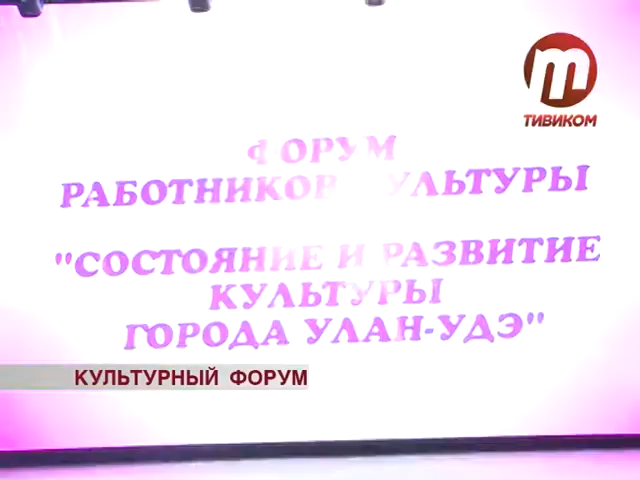 m
ТИВИКОМ
ФОРУМ
РАБОТНИКОВ КУЛЬТУРЫ
"СОСТОЯНИЕ И РАЗВИТИЕ
КУЛЬТУРЫ
ГОРОДА УЛАН-УДЭ"
КУЛЬТУРНЫЙ ФОРУМ